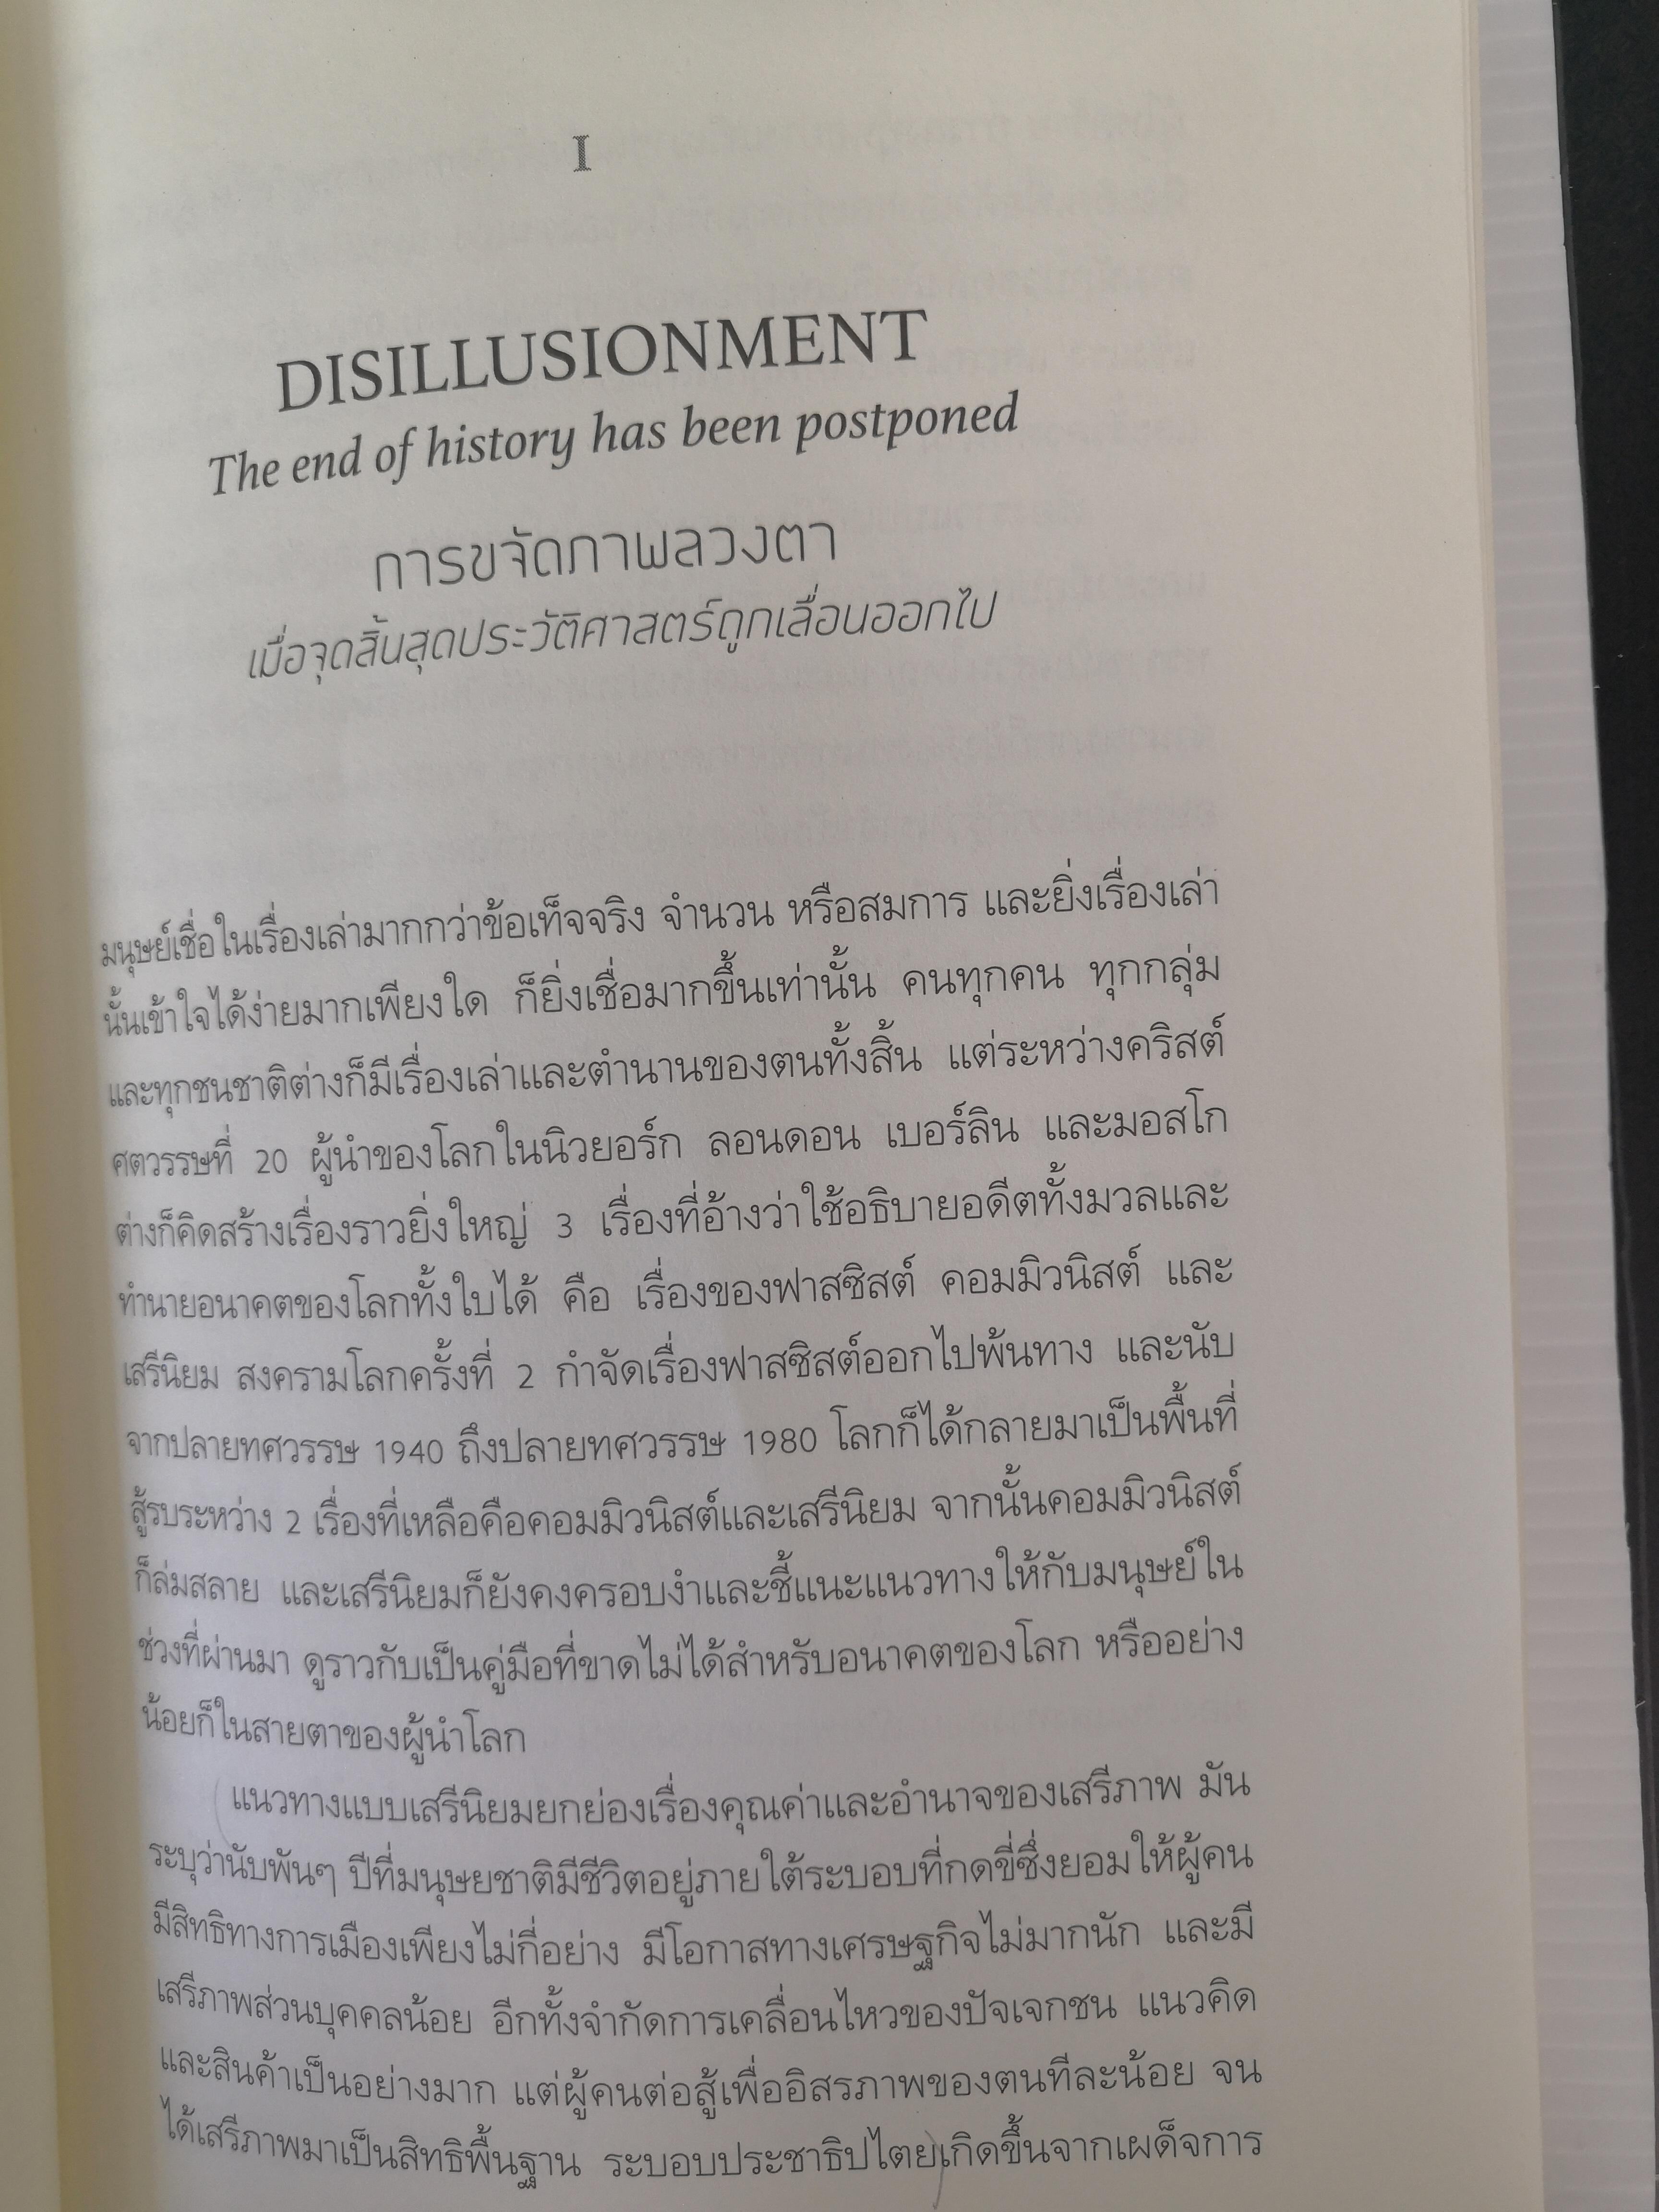 I
DISILLUSIONMENT
The end of history has been postponed
การขจัดภาพลวงตา
เมื่อจุดสิ้นสุดประวัติศาสตร์ถูกเลื่อนออกไป
มนุษย์เชื่อในเรื่องเล่ามากกว่าข้อเท็จจริง จำนวน หรือสมการ และยิ่งเรื่องเล่า
นั้นเข้าใจได้ง่ายมากเพียงใด ก็ยิ่งเชื่อมากขึ้นเท่านั้น คนทุกคน ทุกกลุ่ม
และทุกชนชาติต่างก็มีเรื่องเล่าและตำนานของตนทั้งสิ้น แต่ระหว่างคริสต์
ศตวรรษที่ 20 ผู้นำของโลกในนิวยอร์ก ลอนดอน เบอร์ลิน และมอสโก
ต่างก็คิดสร้างเรื่องราวยิ่งใหญ่ 3 เรื่องที่อ้างว่าใช้อธิบายอดีตทั้งมวลและ
ทำนายอนาคตของโลกทั้งใบได้ คือ เรื่องของฟาสซิสต์ คอมมิวนิสต์ และ
เสรีนิยม สงครามโลกครั้งที่ 2 กำจัดเรื่องฟาสซิสต์ออกไปพ้นทาง และนับ
จากปลายทศวรรษ 1940 ถึงปลายทศวรรษ 1980 โลกก็ได้กลายมาเป็นพื้นที่
สู้รบระหว่าง 2 เรื่องที่เหลือคือคอมมิวนิสต์และเสรีนิยม จากนั้นคอมมิวนิสต์
ก็ล่มสลาย และเสรีนิยมก็ยังคงครอบงำและชี้แนะแนวทางให้กับมนุษย์ใน
ช่วงที่ผ่านมา ดูราวกับเป็นคู่มือที่ขาดไม่ได้สำหรับอนาคตของโลก หรืออย่าง
น้อยก็ในสายตาของผู้นำโลก
แนวทางแบบเสรีนิยมยกย่องเรื่องคุณค่าและอำนาจของเสรีภาพ มัน
ระบุว่านับพันๆ ปีที่มนุษยชาติมีชีวิตอยู่ภายใต้ระบอบที่กดขี่ซึ่งยอมให้ผู้คน
มีสิทธิทางการเมืองเพียงไม่กี่อย่าง มีโอกาสทางเศรษฐกิจไม่มากนัก และมี
เสรีภาพส่วนบุคคลน้อย อีกทั้งจำกัดการเคลื่อนไหวของปัจเจกชน แนวคิด
และสินค้าเป็นอย่างมาก แต่ผู้คนต่อสู้เพื่ออิสรภาพของตนทีละน้อย จน
ได้เสรีภาพมาเป็นสิทธิพื้นฐาน ระบอบประชาธิปไตยเกิดขึ้นจากเผด็จการ